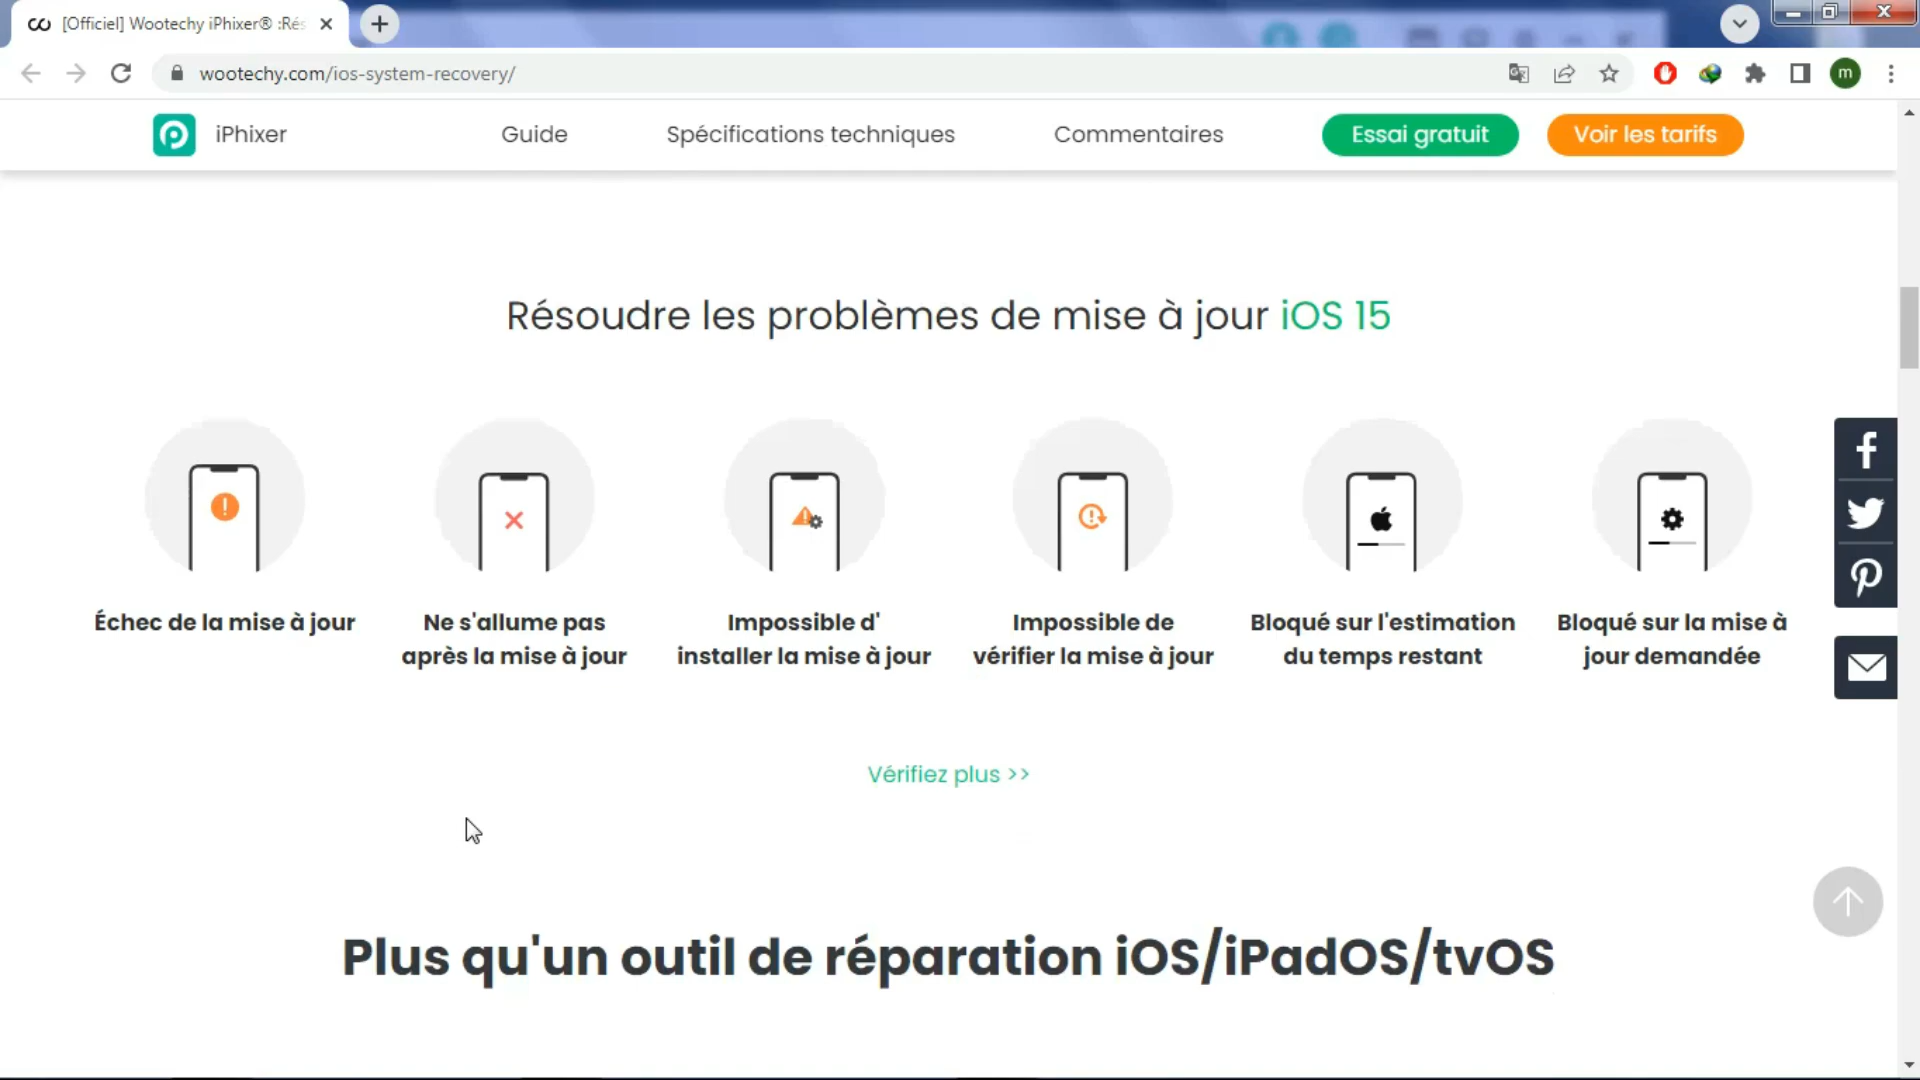 [Officiel] Wootechy iPhixer® :Rés
wootechy.com/ios-system-recovery/
m
iPhixer
Guide
Spécifications techniques
Commentaires
Essai gratuit
Voir les tarifs
Résoudre les problèmes de mise à jour iOS 15
Échec de la mise à jour
Ne s'allume pas
après la mise à jour
Impossible d'
installer la mise à jour
Impossible de
vérifier la mise à jour
Bloqué sur l'estimation
du temps restant
Bloqué sur la mise à
jour demandée
Vérifiez plus >>
Plus qu'un outil de réparation iOS/iPadOS/tvOS